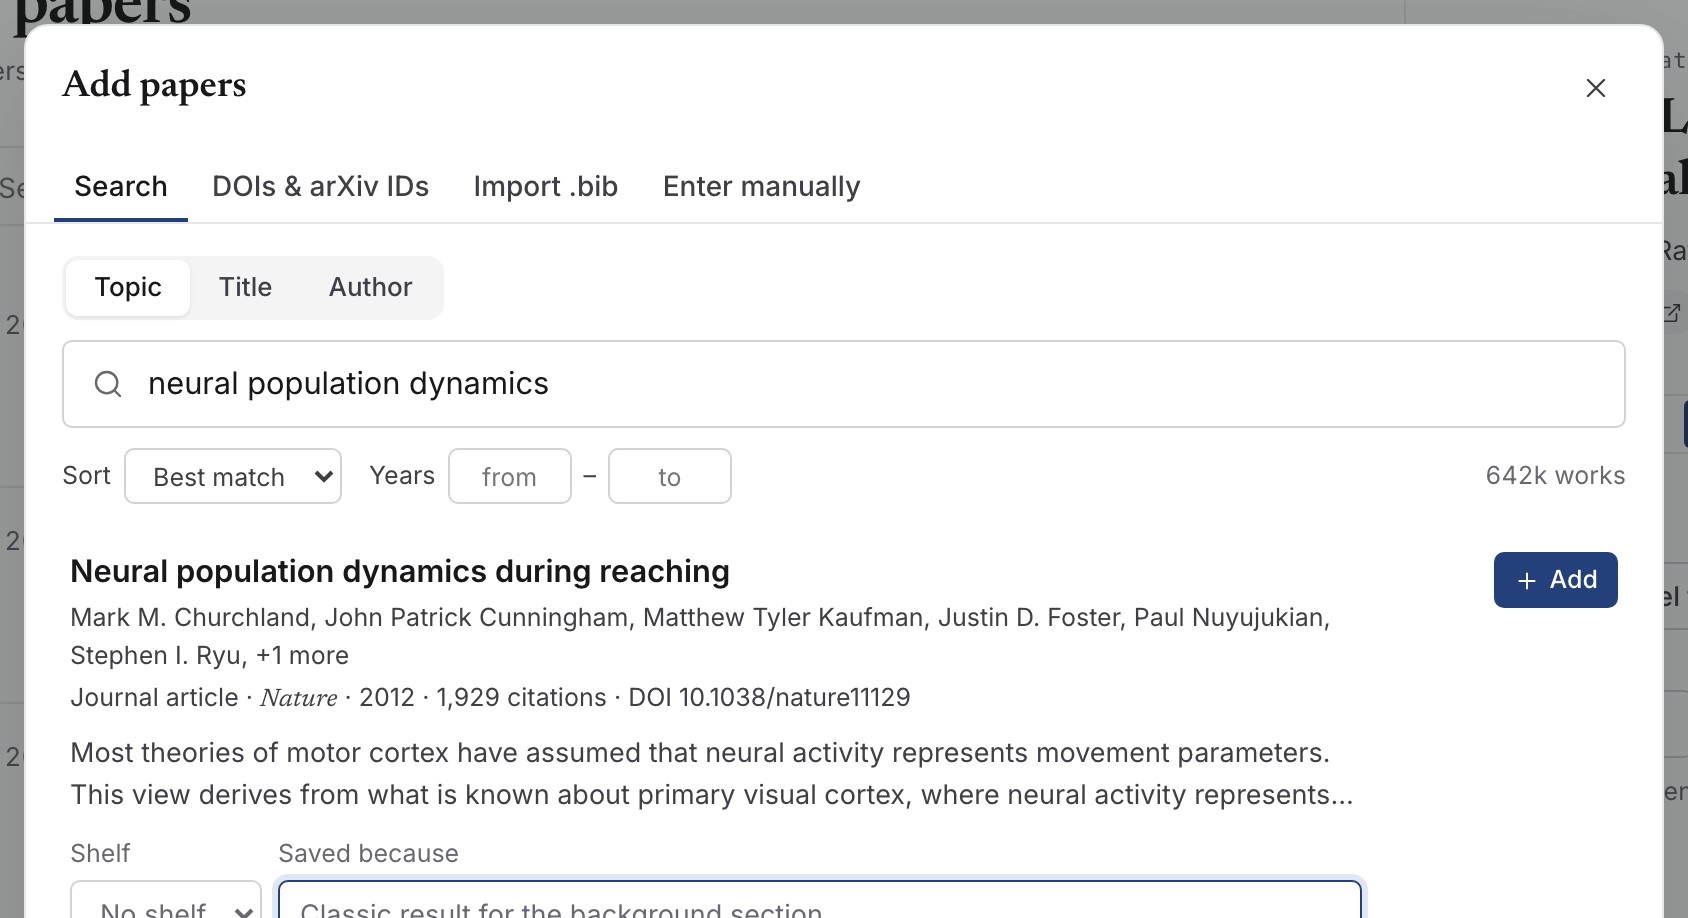 papers
Add papers
Search DOIs & arXiv IDs Import .bib Enter manually
Topic Title Author
neural population dynamics
Sort Best match Years from – to 642k works
Neural population dynamics during reaching
+ Add
Mark M. Churchland, John Patrick Cunningham, Matthew Tyler Kaufman, Justin D. Foster, Paul Nuyujukian,
Stephen I. Ryu, +1 more
Journal article · Nature · 2012 · 1,929 citations · DOI 10.1038/nature11129
Most theories of motor cortex have assumed that neural activity represents movement parameters.
This view derives from what is known about primary visual cortex, where neural activity represents...
Shelf Saved because
No shelf Classic result for the background section